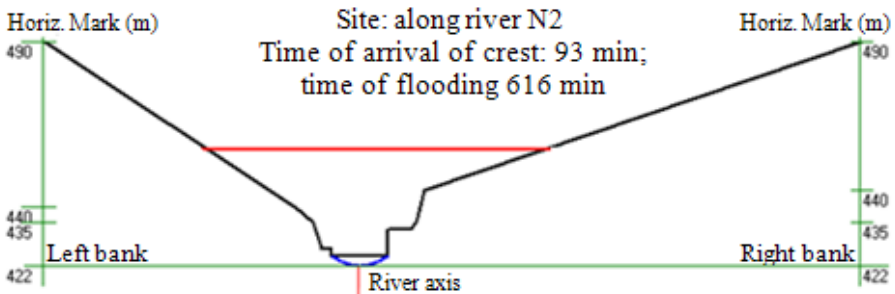 Horiz. Mark (m)
Site: along river N2
Horiz. Mark (m)
490
Time of arrival of crest: 93 min;
490
time of flooding 616 min
440
440
435
435
Left bank
Right bank
422
River axis
422